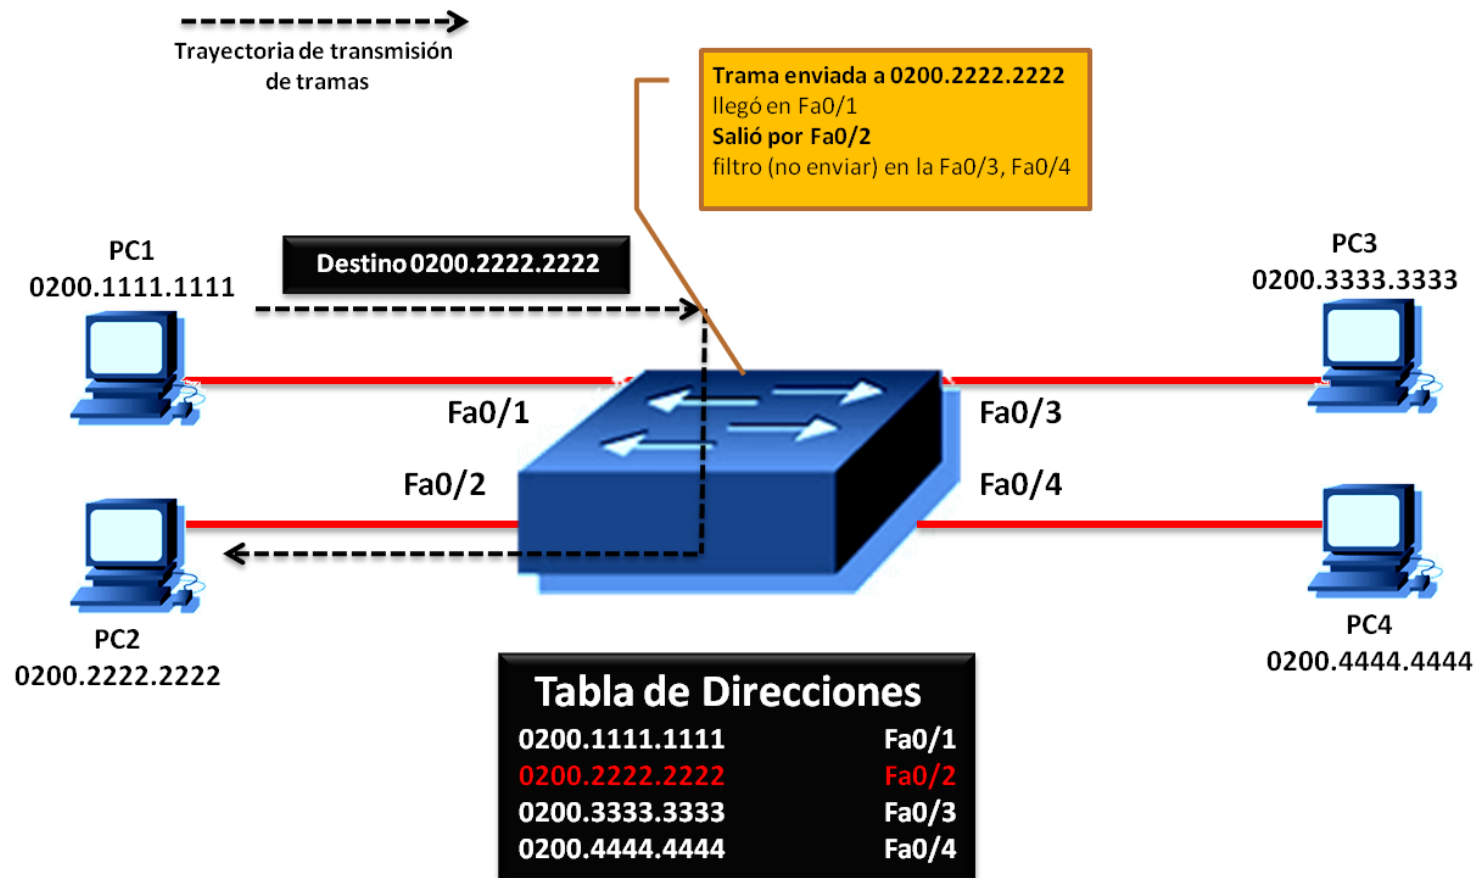 Trayectoria de transmisión
de tramas
Trama enviada a 0200.2222.2222
llegó en Fa0/1
Salió por Fa0/2
filtro (no enviar) en la Fa0/3, Fa0/4
PC1
0200.1111.1111
Destino 0200.2222.2222
PC3
0200.3333.3333
Fa0/1
Fa0/3
Fa0/2
Fa0/4
PC2
0200.2222.2222
PC4
0200.4444.4444
Tabla de Direcciones
0200.1111.1111 Fa0/1
0200.2222.2222 Fa0/2
0200.3333.3333 Fa0/3
0200.4444.4444 Fa0/4